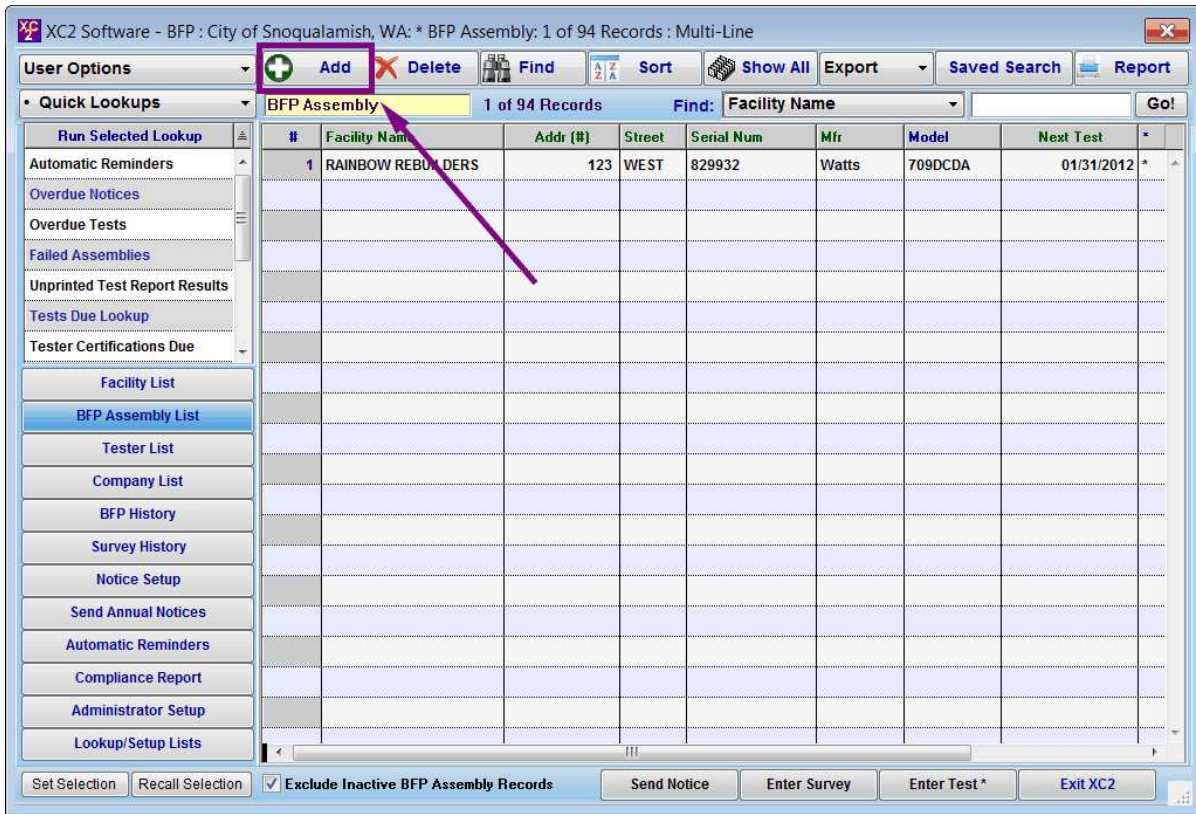 XC2 Software - BFP : City of Snoqualamish, WA: * BFP Assembly: 1 of 94 Records : Multi-Line
User Options Add Delete Find Sort Show All Export Saved Search Report
• Quick Lookups BFP Assembly 1 of 94 Records Find: Facility Name Go!
Run Selected Lookup # Facility Name Addr (#) Street Serial Num Mfr Model Next Test *
Automatic Reminders 1 RAINBOW REBUILDERS 123 WEST 829932 Watts 709DCDA 01/31/2012 *
Overdue Notices
Overdue Tests
Failed Assemblies
Unprinted Test Report Results
Tests Due Lookup
Tester Certifications Due
Facility List
BFP Assembly List
Tester List
Company List
BFP History
Survey History
Notice Setup
Send Annual Notices
Automatic Reminders
Compliance Report
Administrator Setup
Lookup/Setup Lists
Set Selection Recall Selection Exclude Inactive BFP Assembly Records Send Notice Enter Survey Enter Test * Exit XC2